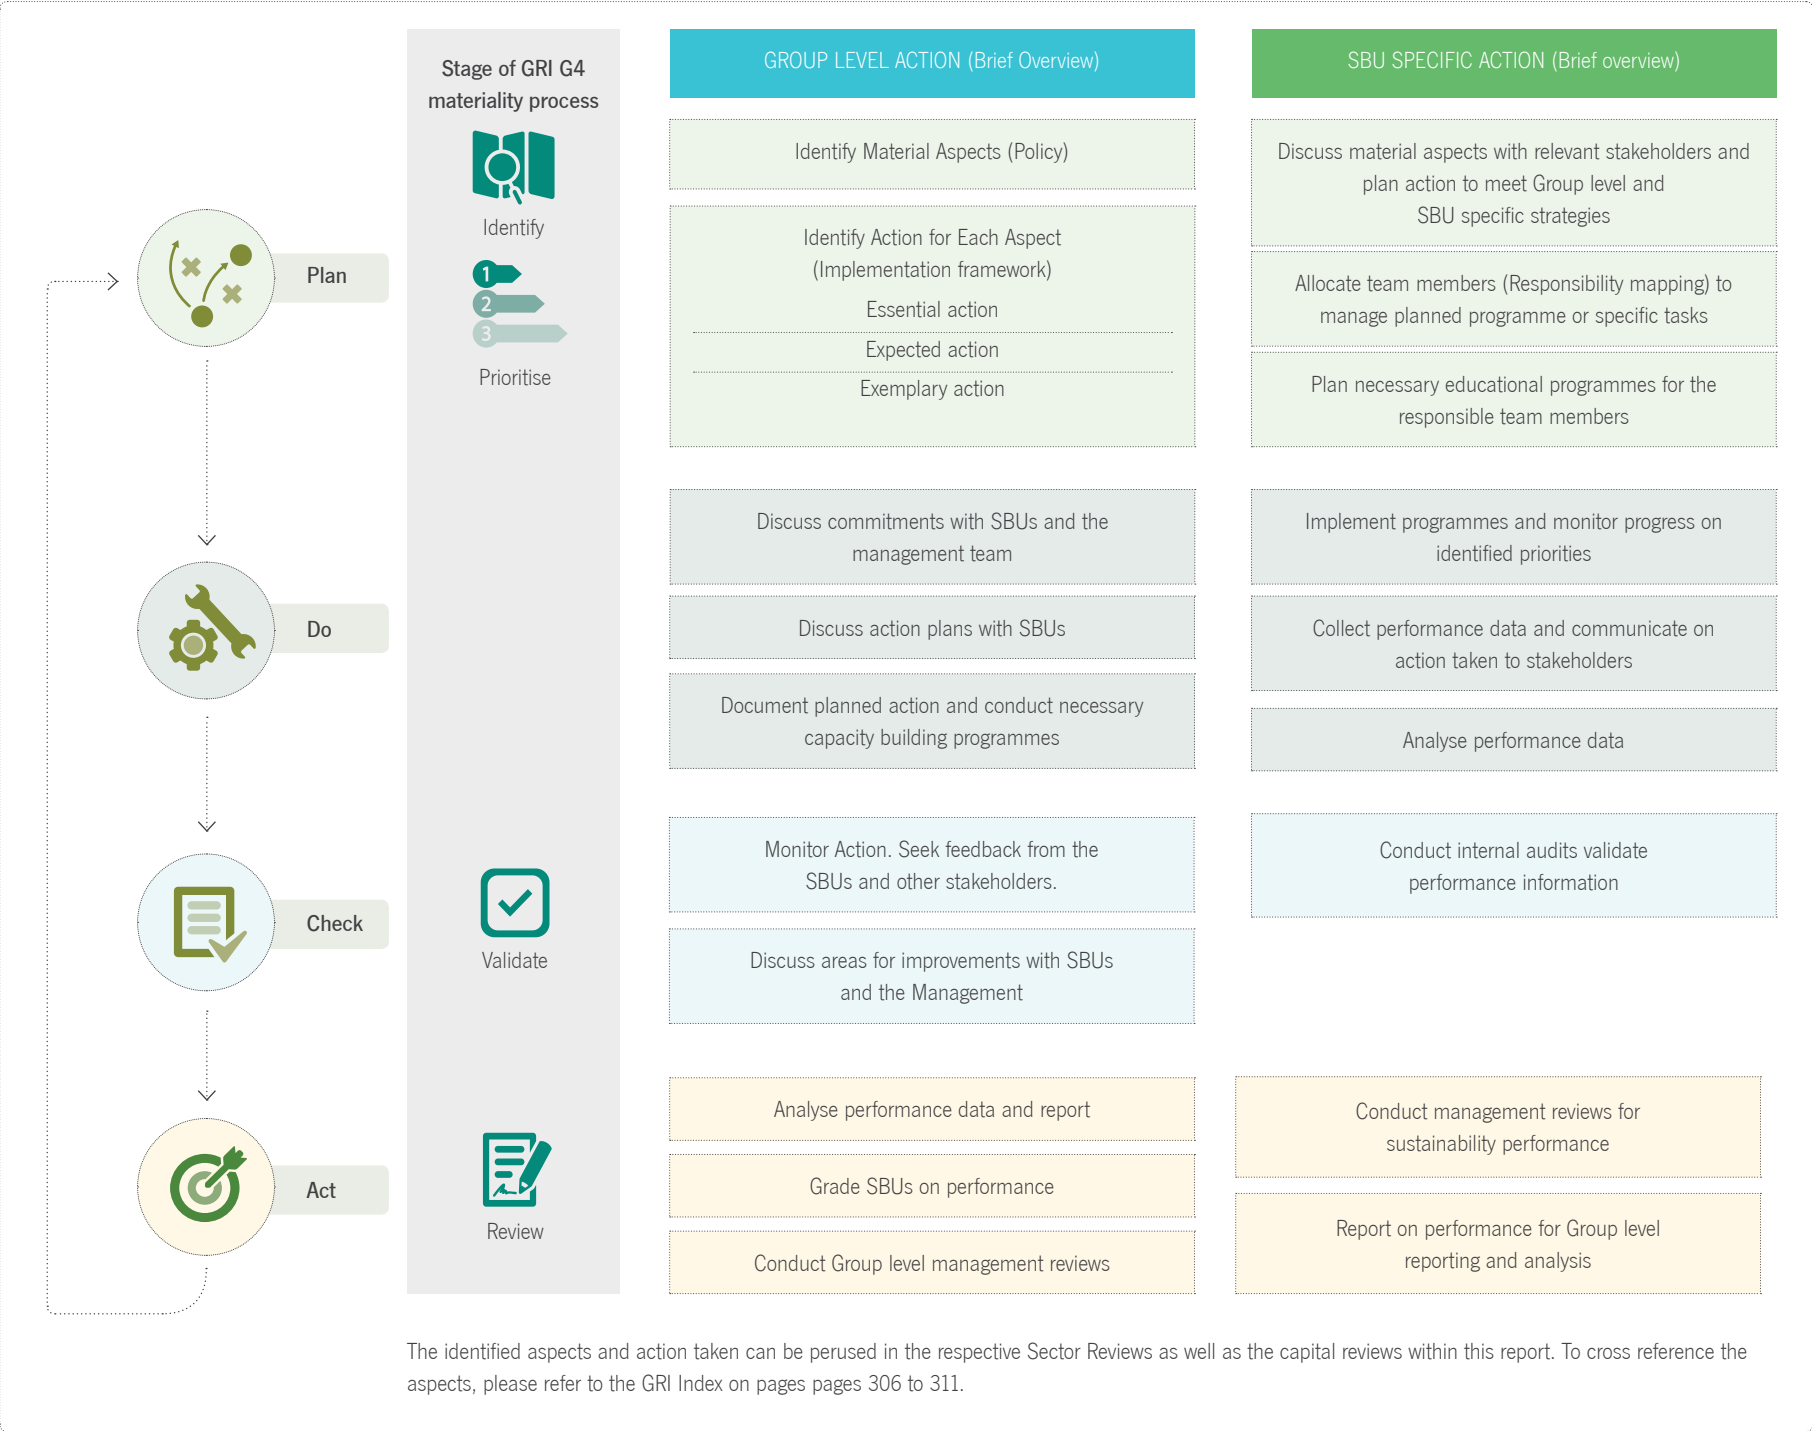 Stage of GRI G4
materiality process
GROUP LEVEL ACTION (Brief Overview)
SBU SPECIFIC ACTION (Brief overview)
Plan
Identify
1
2
3
Prioritise
Identify Material Aspects (Policy)
Identify Action for Each Aspect
(Implementation framework)
Essential action
Expected action
Exemplary action
Discuss material aspects with relevant stakeholders and
plan action to meet Group level and
SBU specific strategies
Allocate team members (Responsibility mapping) to
manage planned programme or specific tasks
Plan necessary educational programmes for the
responsible team members
Do
Discuss commitments with SBUs and the
management team
Discuss action plans with SBUs
Document planned action and conduct necessary
capacity building programmes
Implement programmes and monitor progress on
identified priorities
Collect performance data and communicate on
action taken to stakeholders
Analyse performance data
Check
Validate
Monitor Action. Seek feedback from the
SBUs and other stakeholders.
Discuss areas for improvements with SBUs
and the Management
Conduct internal audits validate
performance information
Act
Review
Analyse performance data and report
Grade SBUs on performance
Conduct Group level management reviews
Conduct management reviews for
sustainability performance
Report on performance for Group level
reporting and analysis
The identified aspects and action taken can be perused in the respective Sector Reviews as well as the capital reviews within this report. To cross reference the
aspects, please refer to the GRI Index on pages pages 306 to 311.